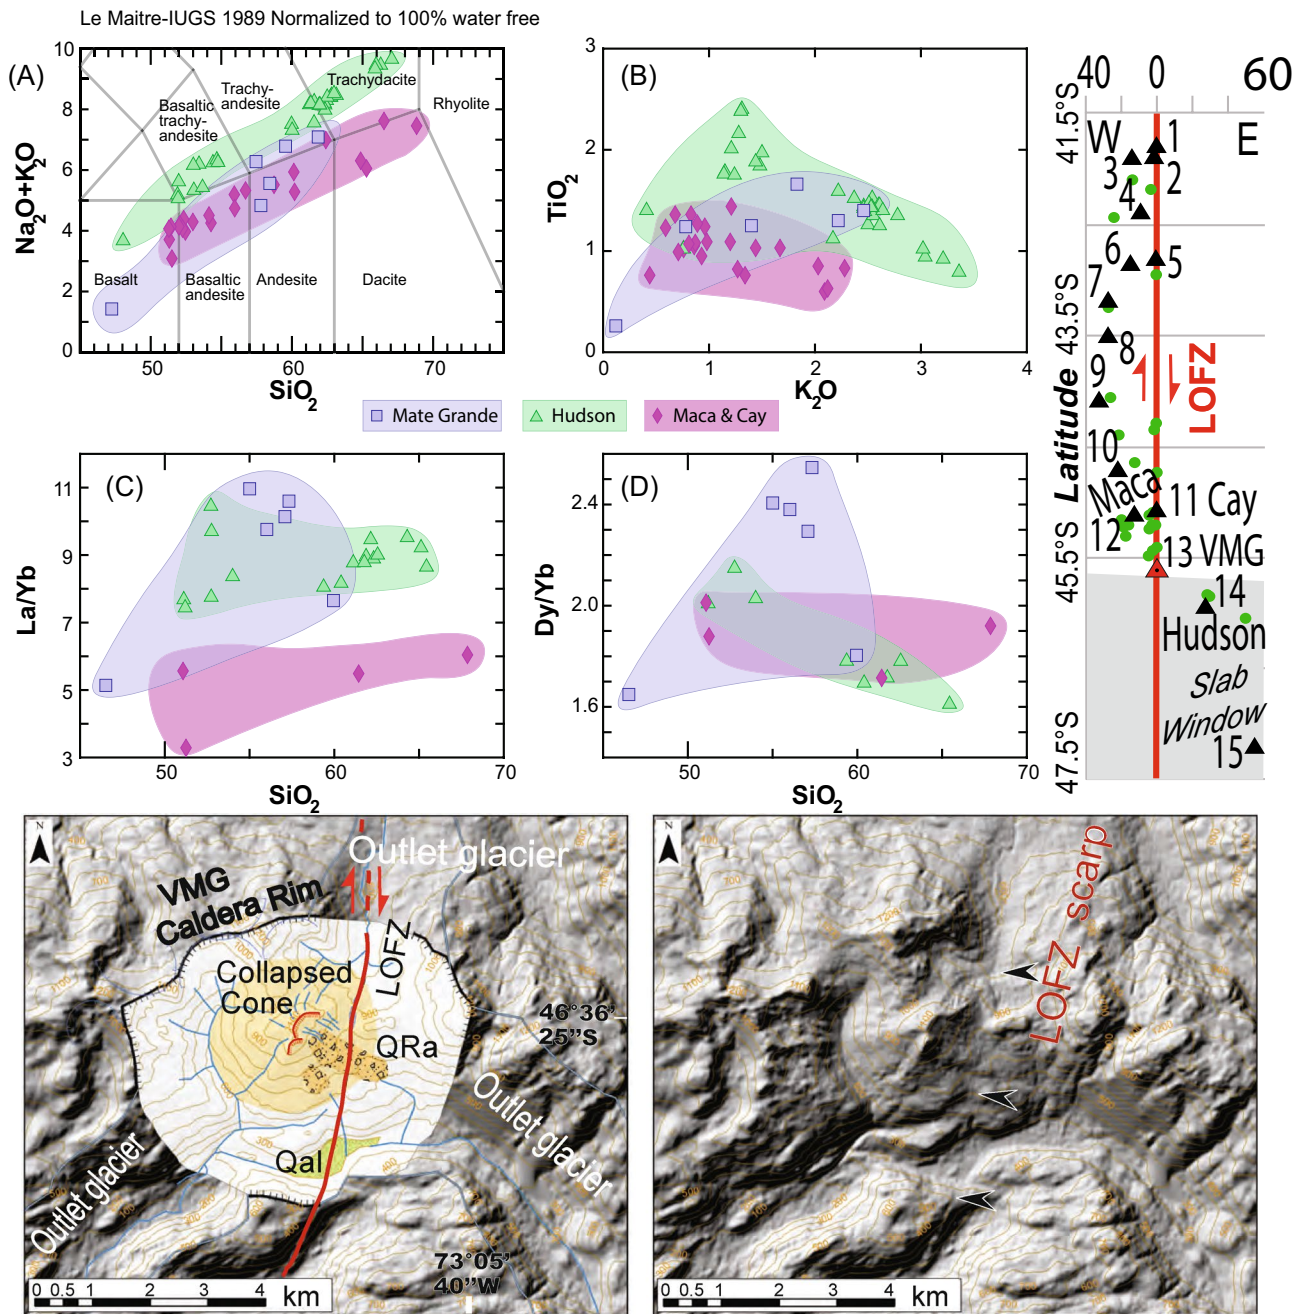 Le Maitre-IUGS 1989 Normalized to 100% water free
(A)
Na2O+K2O
10
8
6
4
2
0
50
60
70
SiO2
Basalt
Basaltic
andesite
Andesite
Dacite
Rhyolite
Trachydacite
Trachy-
andesite
Basaltic
trachy-
andesite
(B)
TiO2
3
2
1
0
0
1
2
3
4
K2O
Mate Grande
Hudson
Maca & Cay
(C)
La/Yb
11
9
7
5
3
50
60
70
SiO2
(D)
Dy/Yb
2.4
2.0
1.6
50
60
70
SiO2
40
0
60
41.5°S
43.5°S
45.5°S
47.5°S
Latitude
W
E
1
2
3
4
5
6
7
8
9
LOFZ
10
Maca
11 Cay
12
13 VMG
14
Hudson
Slab
Window
15
N
VMG
Caldera Rim
Outlet glacier
LOFZ
Collapsed
Cone
QRa
Qal
46°36'
25"S
Outlet glacier
Outlet glacier
73°05'
40"W
0 0.5 1 2 3 4 km
N
LOFZ scarp
0 0.5 1 2 3 4 km